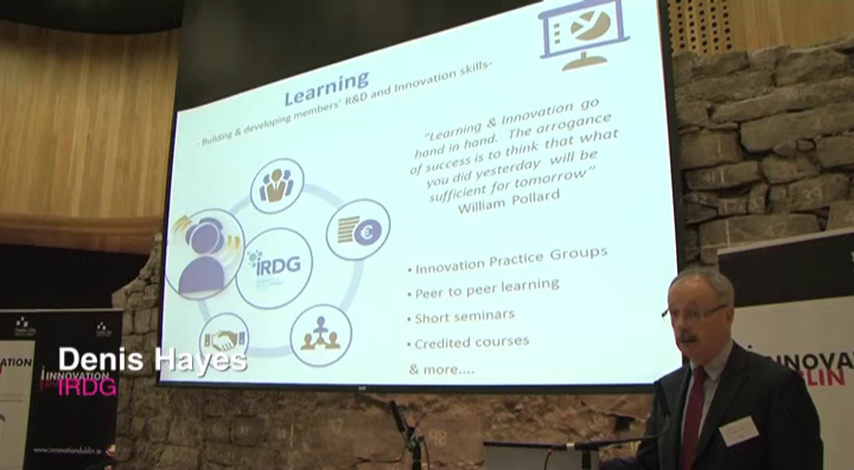 Learning
- Building & developing members' R&D and Innovation skills-
"Learning & Innovation go
hand in hand. The arrogance
of success is to think that what
you did yesterday will be
sufficient for tomorrow"
William Pollard
iRDG
• Innovation Practice Groups
• Peer to peer learning
• Short seminars
• Credited courses
& more....
Denis Hayes
IRDG
INNOVATION
www.innovationdublin.ie
INNOVATION